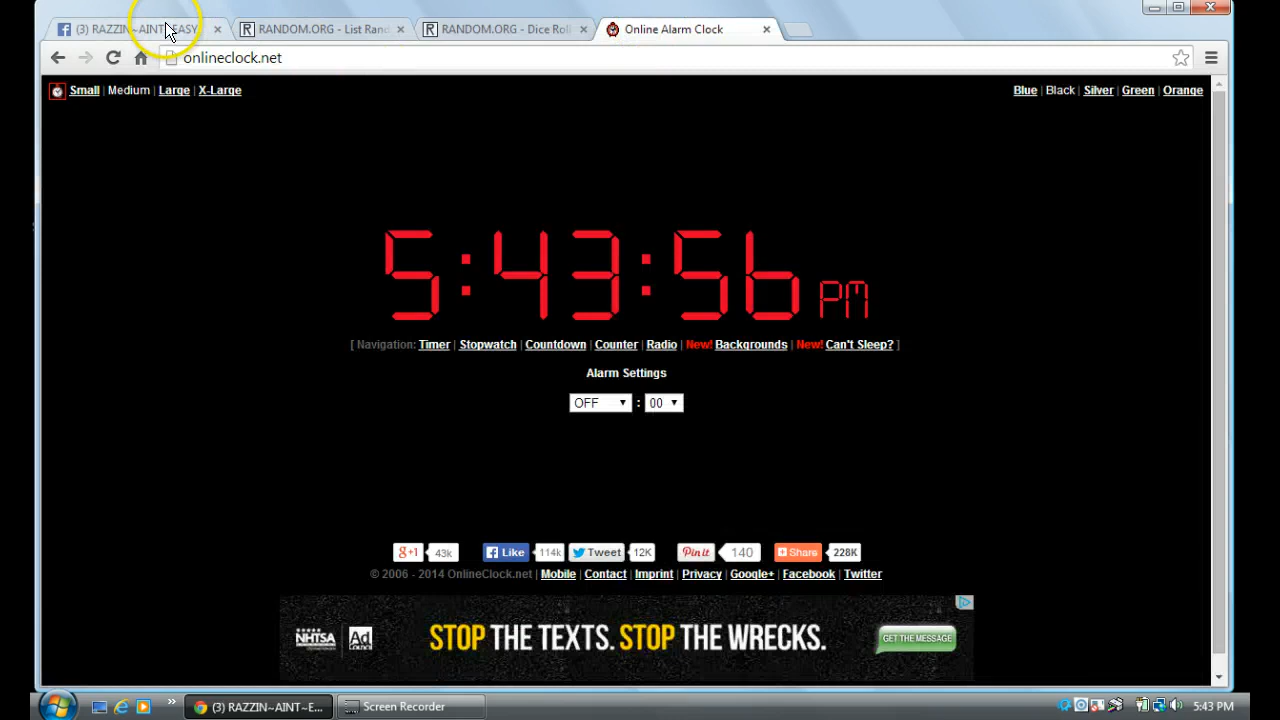 (3) RAZZIN~AINT~EASY
RANDOM.ORG - List Rand
RANDOM.ORG - Dice Roll
Online Alarm Clock
onlineclock.net
Small | Medium | Large | X-Large
Blue | Black | Silver | Green | Orange
5:43:56 PM
[ Navigation: Timer | Stopwatch | Countdown | Counter | Radio | New! Backgrounds | New! Can't Sleep? ]
Alarm Settings
OFF : 00
g+1 43k
Like 114k
Tweet 12K
Pin it 140
Share 228K
© 2006 - 2014 OnlineClock.net | Mobile | Contact | Imprint | Privacy | Google+ | Facebook | Twitter
NHTSA
Ad Council
STOP THE TEXTS. STOP THE WRECKS.
GET THE MESSAGE
(3) RAZZIN~AINT~E...
Screen Recorder
5:43 PM